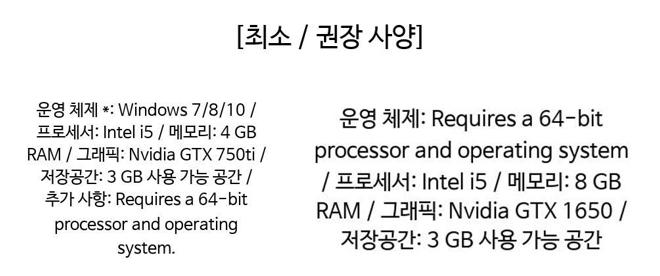 [최소 / 권장 사양]
운영 체제 *: Windows 7/8/10 /
프로세서: Intel i5 / 메모리: 4 GB
RAM / 그래픽: Nvidia GTX 750ti /
저장공간: 3 GB 사용 가능 공간 /
추가 사항: Requires a 64-bit
processor and operating
system.
운영 체제: Requires a 64-bit
processor and operating system
/ 프로세서: Intel i5 / 메모리: 8 GB
RAM / 그래픽: Nvidia GTX 1650 /
저장공간: 3 GB 사용 가능 공간